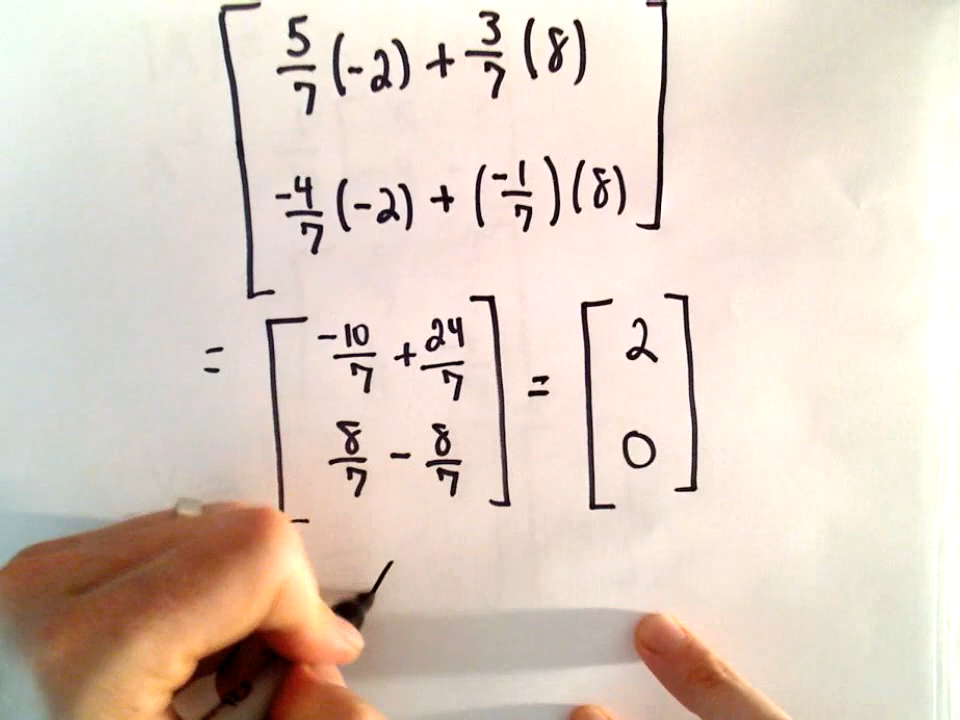 [ 5/7 (-2) + 3/7 (8) ]
[ -4/7 (-2) + (-1/7)(8) ]
= [ -10/7 + 24/7 ] = [ 2 ]
[ 8/7 - 8/7 ] [ 0 ]